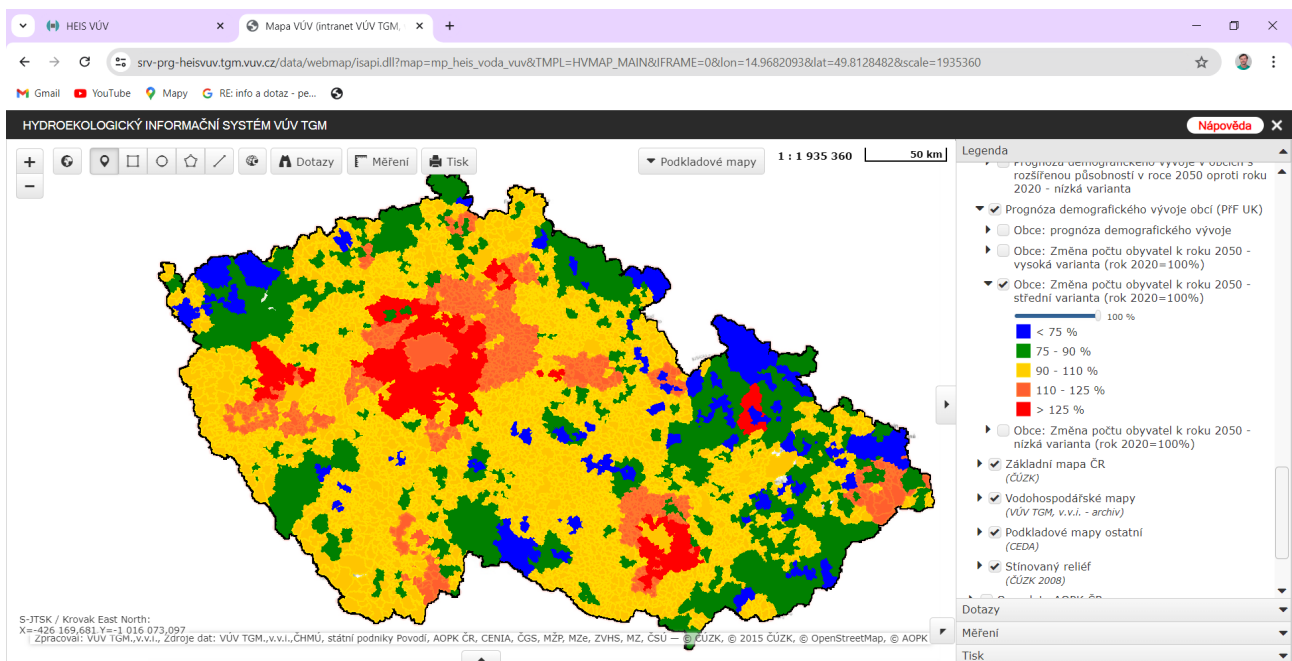 HEIS VÚV
Mapa VÚV (intranet VÚV TGM,
srv-prg-heisvuv.tgm.vuv.cz/data/webmap/isapi.dll?map=mp_heis_voda_vuv&TMPL=HVMAP_MAIN&IFRAME=0&lon=14.9682093&lat=49.8128482&scale=1935360
Gmail
YouTube
Mapy
RE: info a dotaz - pe...
HYDROEKOLOGICKÝ INFORMAČNÍ SYSTÉM VÚV TGM
Nápověda
Dotazy
Měření
Tisk
Podkladové mapy
1 : 1 935 360
50 km
Legenda
Prognóza demografického vývoje v obcích s
rozšířenou působností v roce 2050 oproti roku
2020 - nízká varianta
Prognóza demografického vývoje obcí (PřF UK)
Obce: prognóza demografického vývoje
Obce: Změna počtu obyvatel k roku 2050 -
vysoká varianta (rok 2020=100%)
Obce: Změna počtu obyvatel k roku 2050 -
střední varianta (rok 2020=100%)
100 %
< 75 %
75 - 90 %
90 - 110 %
110 - 125 %
> 125 %
Obce: Změna počtu obyvatel k roku 2050 -
nízká varianta (rok 2020=100%)
Základní mapa ČR
(ČÚZK)
Vodohospodářské mapy
(VÚV TGM, v.v.i. - archiv)
Podkladové mapy ostatní
(CEDA)
Stínovaný reliéf
(ČÚZK 2008)
Dotazy
Měření
Tisk
S-JTSK / Krovak East North:
X=-426 169,681 Y=-1 016 073,097
Zpracoval: VÚV TGM.,v.v.i., Zdroje dat: VÚV TGM.,v.v.i.,ČHMÚ, státní podniky Povodí, AOPK ČR, CENIA, ČGS, MŽP, MZe, ZVHS, MZ, ČSÚ — © ČÚZK, © 2015 ČÚZK, © OpenStreetMap, © AOPK